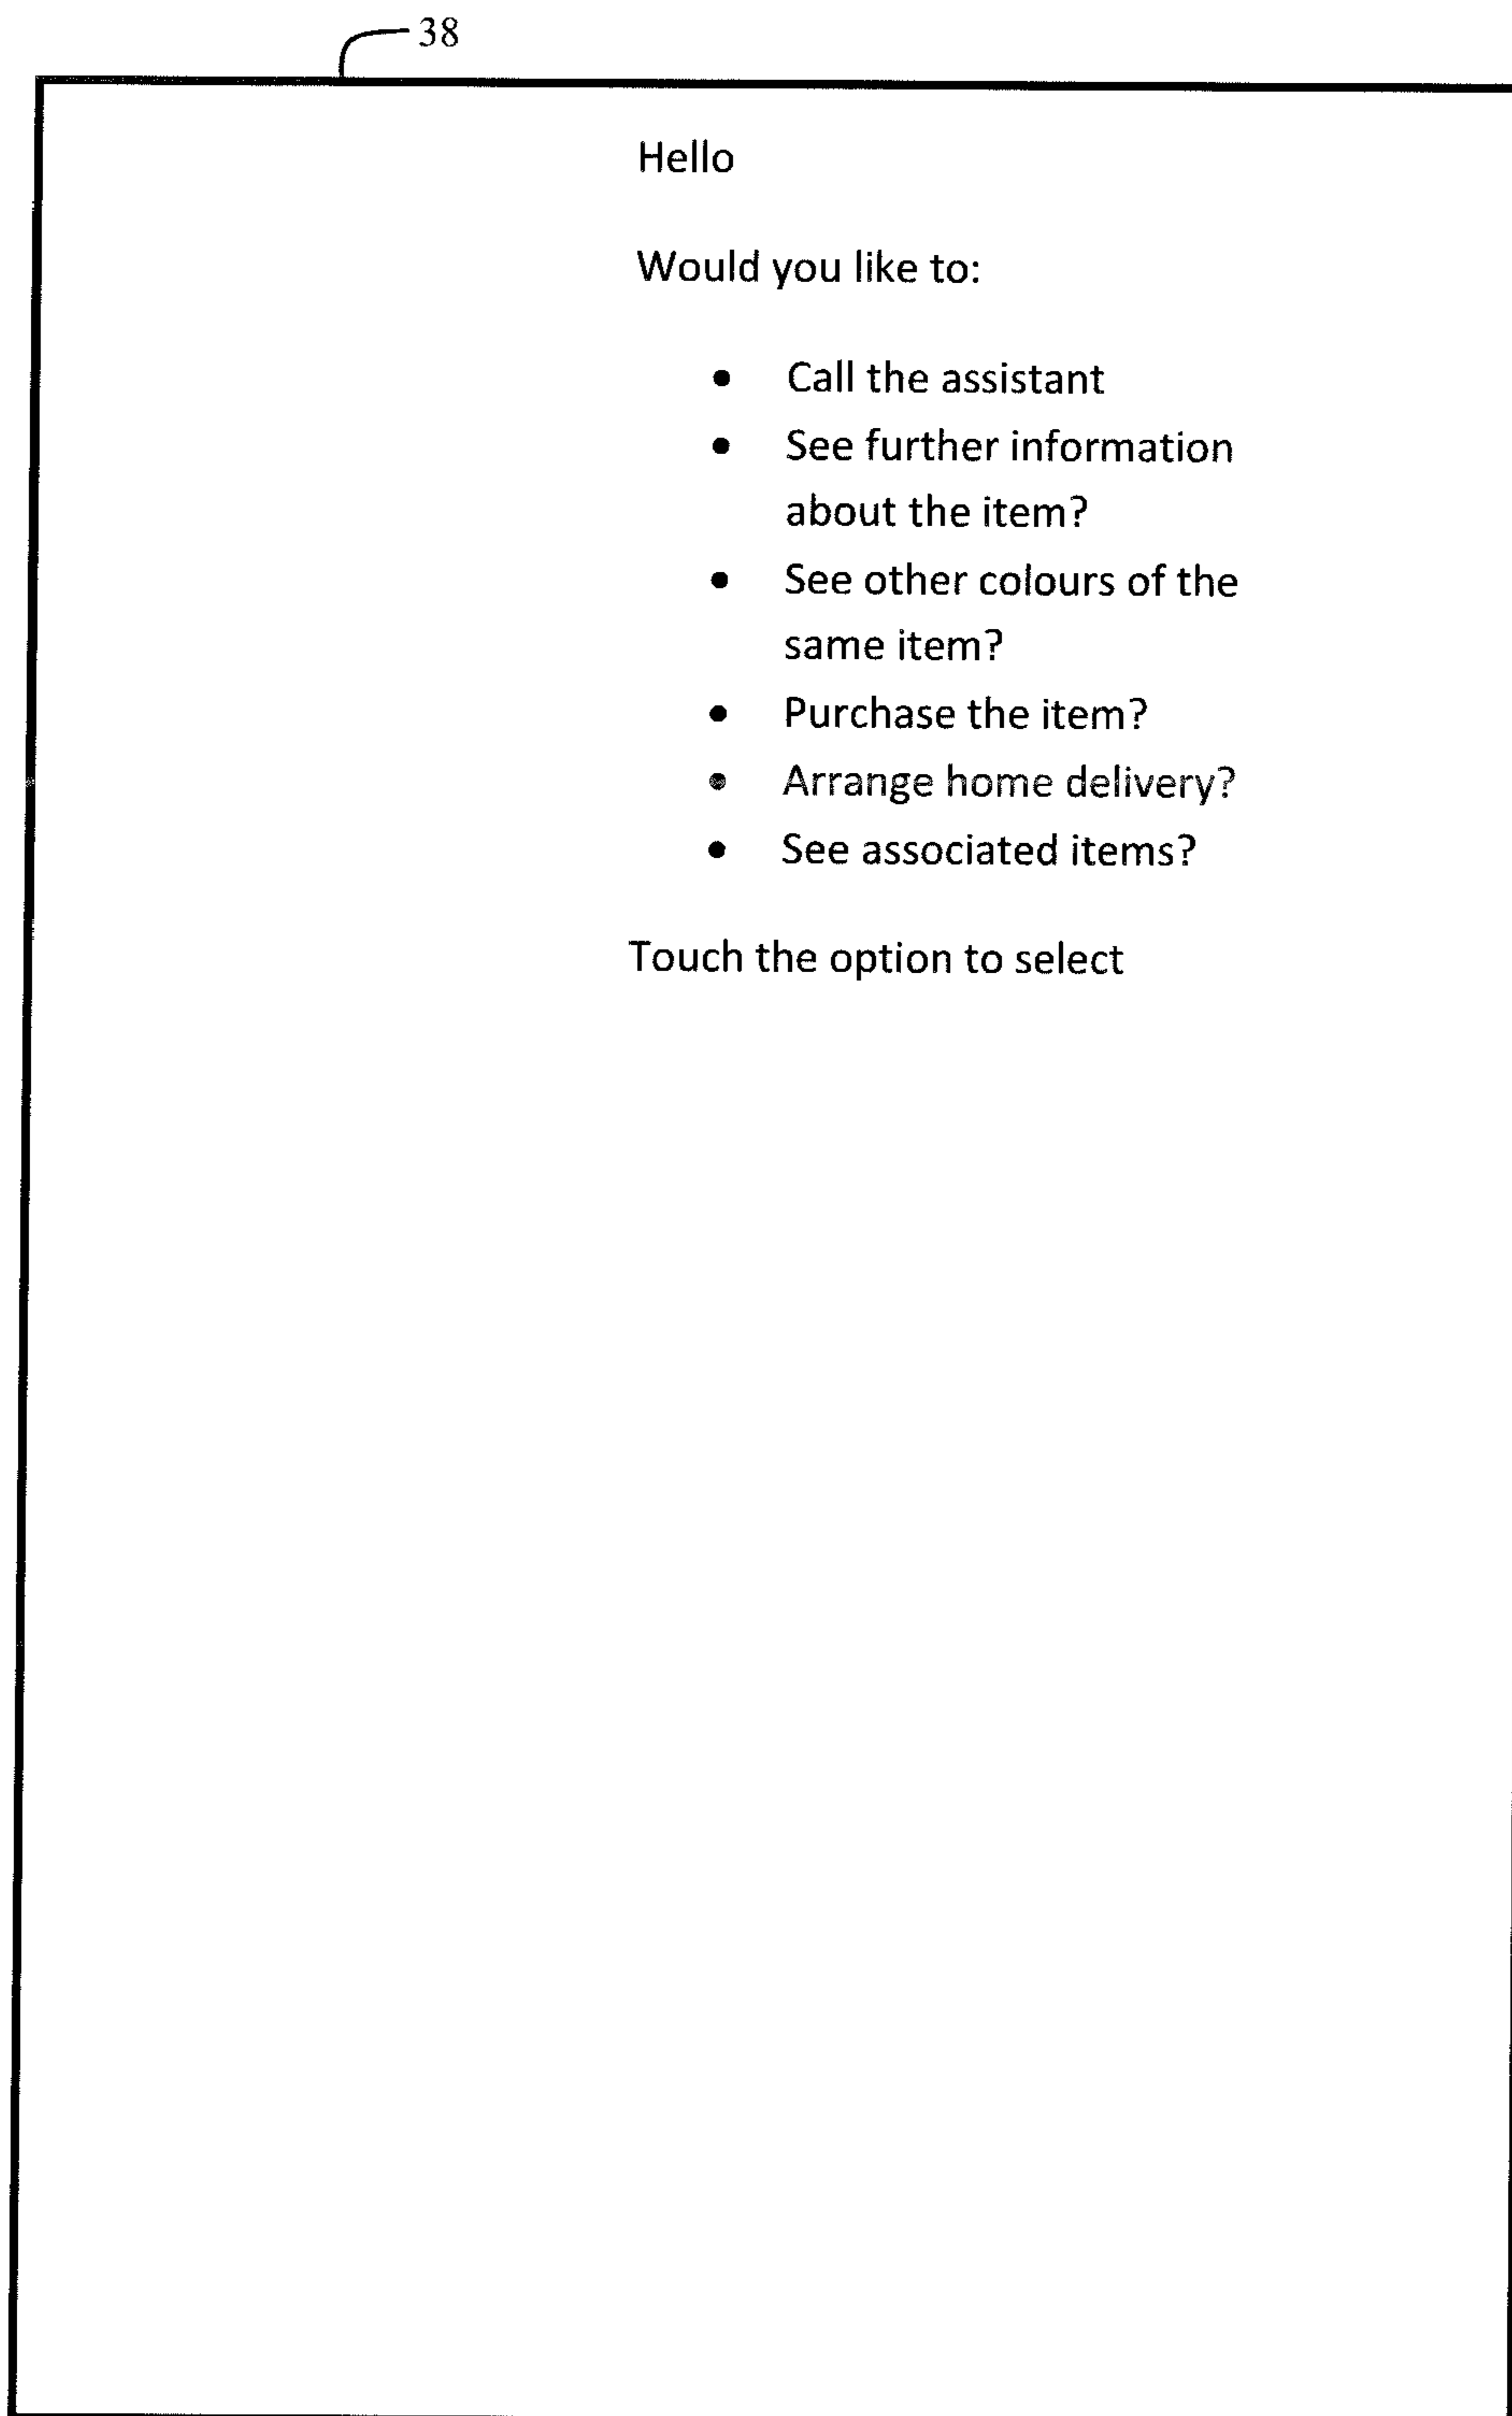 38
Hello
Would you like to:
• Call the assistant
• See further information
about the item?
• See other colours of the
same item?
• Purchase the item?
• Arrange home delivery?
• See associated items?
Touch the option to select